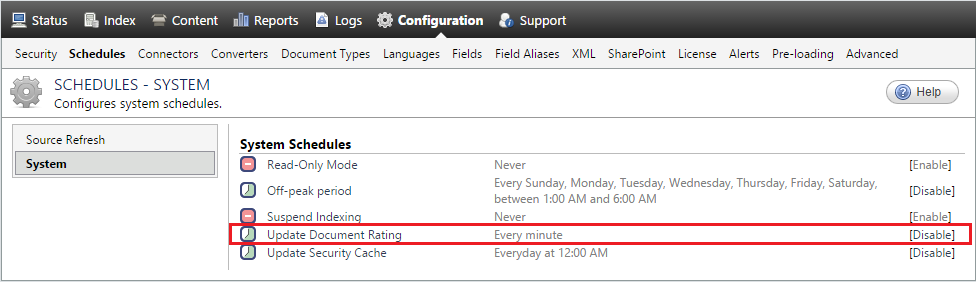 Status Index Content Reports Logs Configuration Support
Security Schedules Connectors Converters Document Types Languages Fields Field Aliases XML SharePoint License Alerts Pre-loading Advanced
SCHEDULES - SYSTEM
Configures system schedules.
Help
Source Refresh
System
System Schedules
Read-Only Mode Never [Enable]
Off-peak period Every Sunday, Monday, Tuesday, Wednesday, Thursday, Friday, Saturday, [Disable]
between 1:00 AM and 6:00 AM
Suspend Indexing Never [Enable]
Update Document Rating Every minute [Disable]
Update Security Cache Everyday at 12:00 AM [Disable]